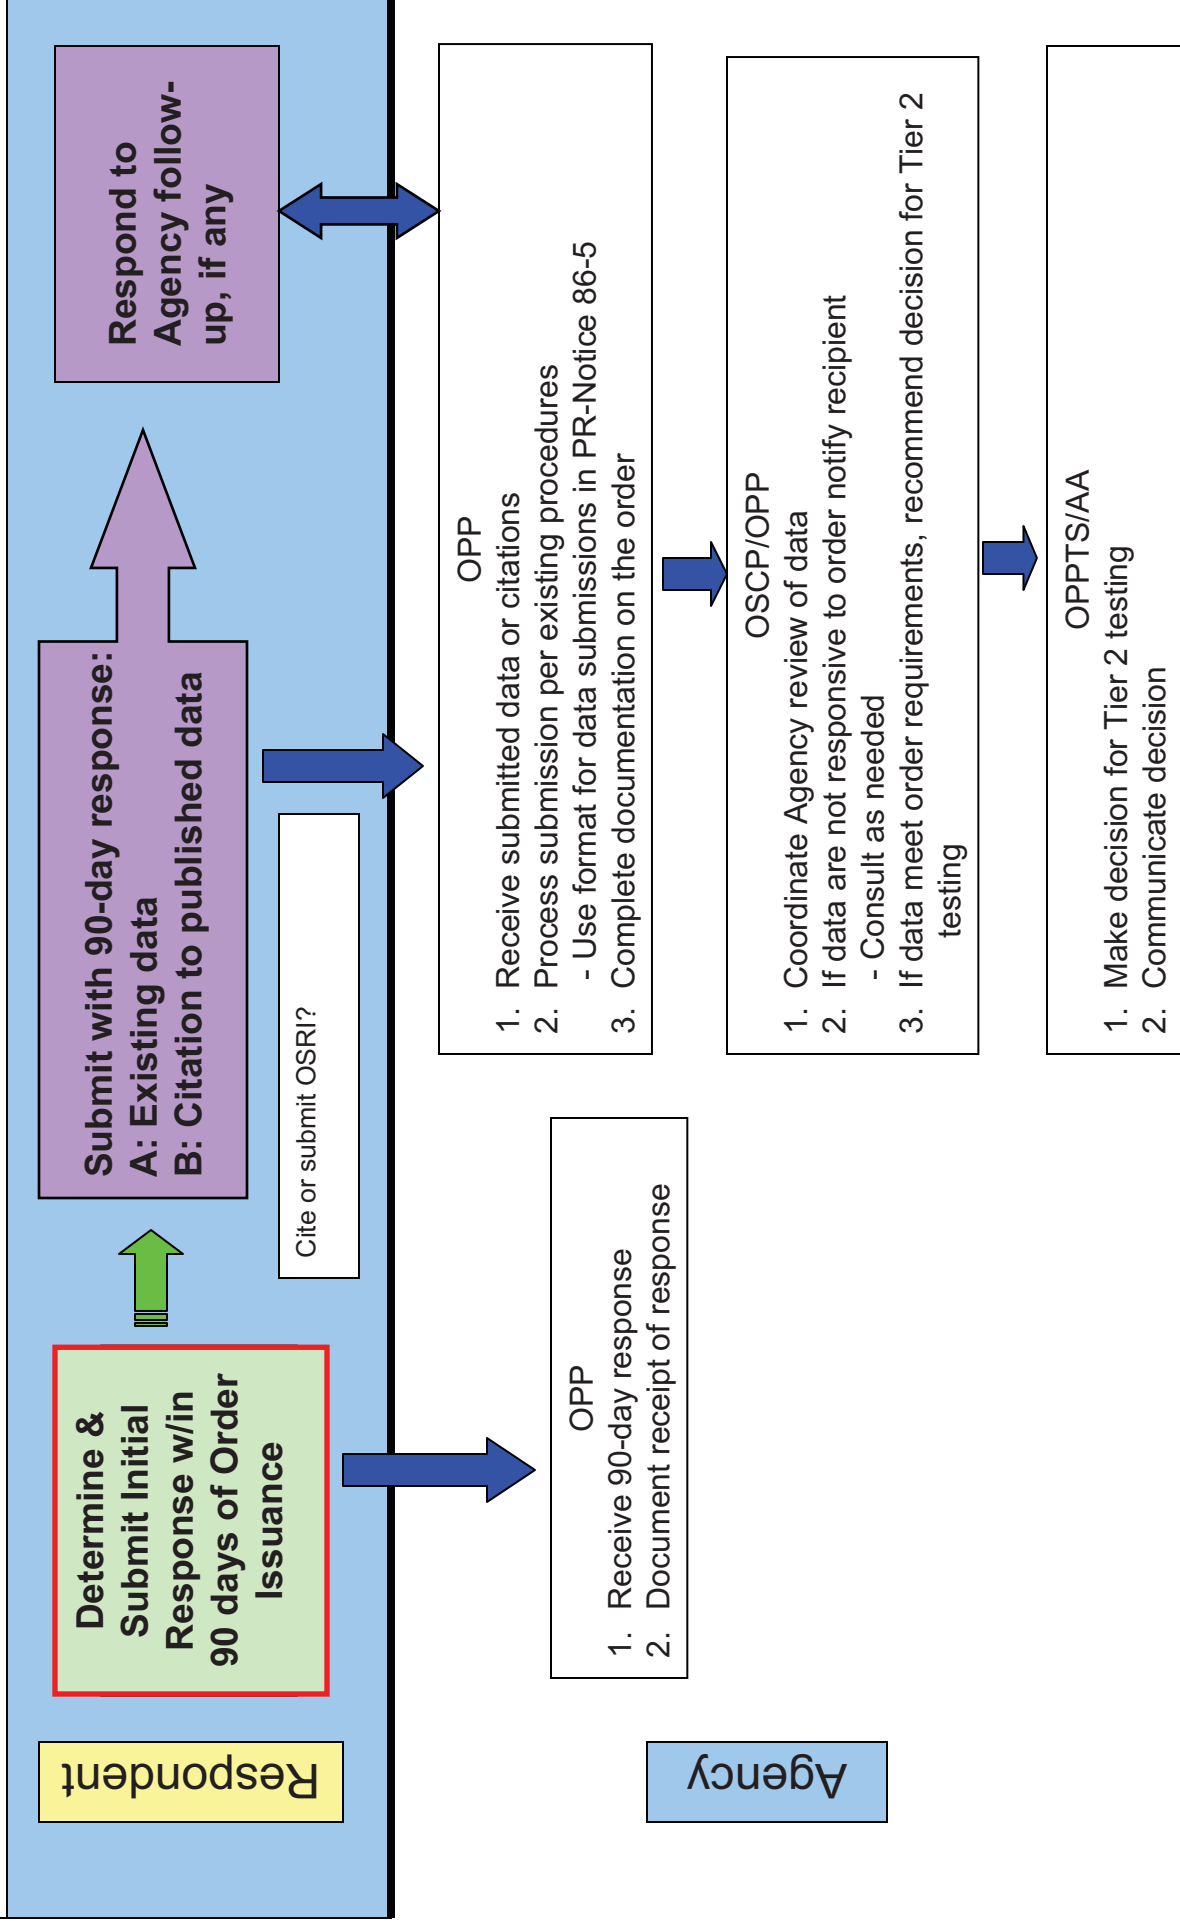 Respondent
Determine &
Submit Initial
Response w/in
90 days of Order
Issuance
Submit with 90-day response:
A: Existing data
B: Citation to published data
Respond to
Agency follow-
up, if any
Cite or submit OSRI?
Agency
OPP
1. Receive 90-day response
2. Document receipt of response
OPP
1. Receive submitted data or citations
2. Process submission per existing procedures
- Use format for data submissions in PR-Notice 86-5
3. Complete documentation on the order
OSCP/OPP
1. Coordinate Agency review of data
2. If data are not responsive to order notify recipient
- Consult as needed
3. If data meet order requirements, recommend decision for Tier 2
testing
OPPTS/AA
1. Make decision for Tier 2 testing
2. Communicate decision